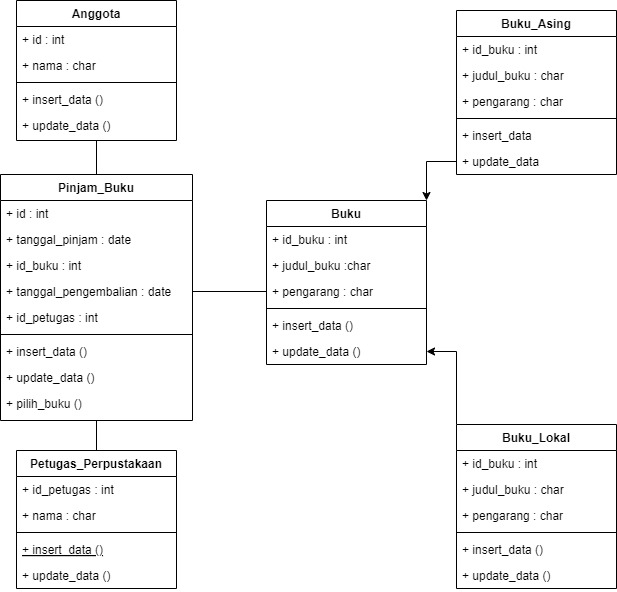 Anggota
+ id : int
+ nama : char
+ insert_data ()
+ update_data ()
Pinjam_Buku
+ id : int
+ tanggal_pinjam : date
+ id_buku : int
+ tanggal_pengembalian : date
+ id_petugas : int
+ insert_data ()
+ update_data ()
+ pilih_buku ()
Petugas_Perpustakaan
+ id_petugas : int
+ nama : char
+ insert_data ()
+ update_data ()
Buku
+ id_buku : int
+ judul_buku :char
+ pengarang : char
+ insert_data ()
+ update_data ()
Buku_Asing
+ id_buku : int
+ judul_buku : char
+ pengarang : char
+ insert_data
+ update_data
Buku_Lokal
+ id_buku : int
+ judul_buku : char
+ pengarang : char
+ insert_data ()
+ update_data ()